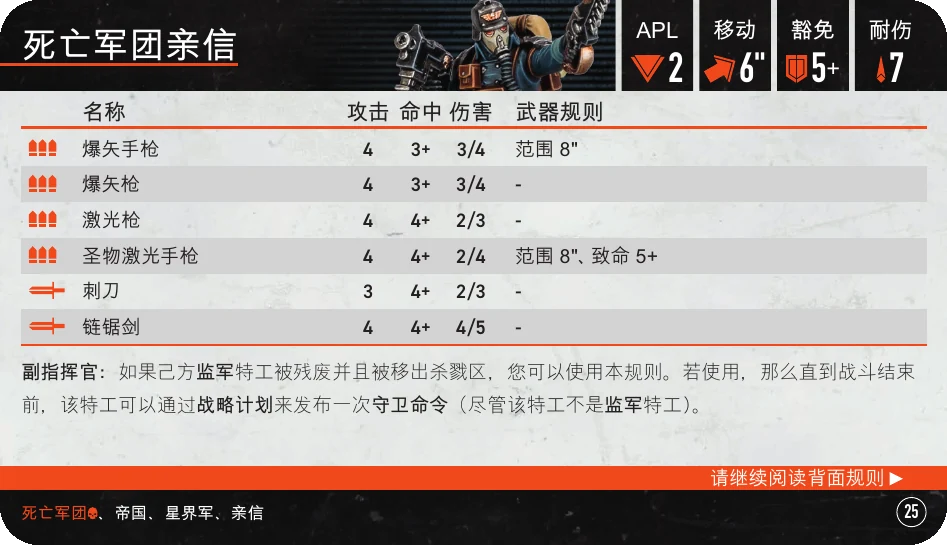 死亡军团亲信
APL 移动 豁免 耐伤
2 6" 5+ 7
名称 攻击 命中 伤害 武器规则
爆矢手枪 4 3+ 3/4 范围 8"
爆矢枪 4 3+ 3/4 -
激光枪 4 4+ 2/3 -
圣物激光手枪 4 4+ 2/4 范围 8"、致命 5+
刺刀 3 4+ 2/3 -
链锯剑 4 4+ 4/5 -
副指挥官：如果己方监军特工被残废并且被移出杀戮区，您可以使用本规则。若使用，那么直到战斗结束
前，该特工可以通过战略计划来发布一次守卫命令（尽管该特工不是监军特工）。
请继续阅读背面规则 ▶
死亡军团、帝国、星界军、亲信
25